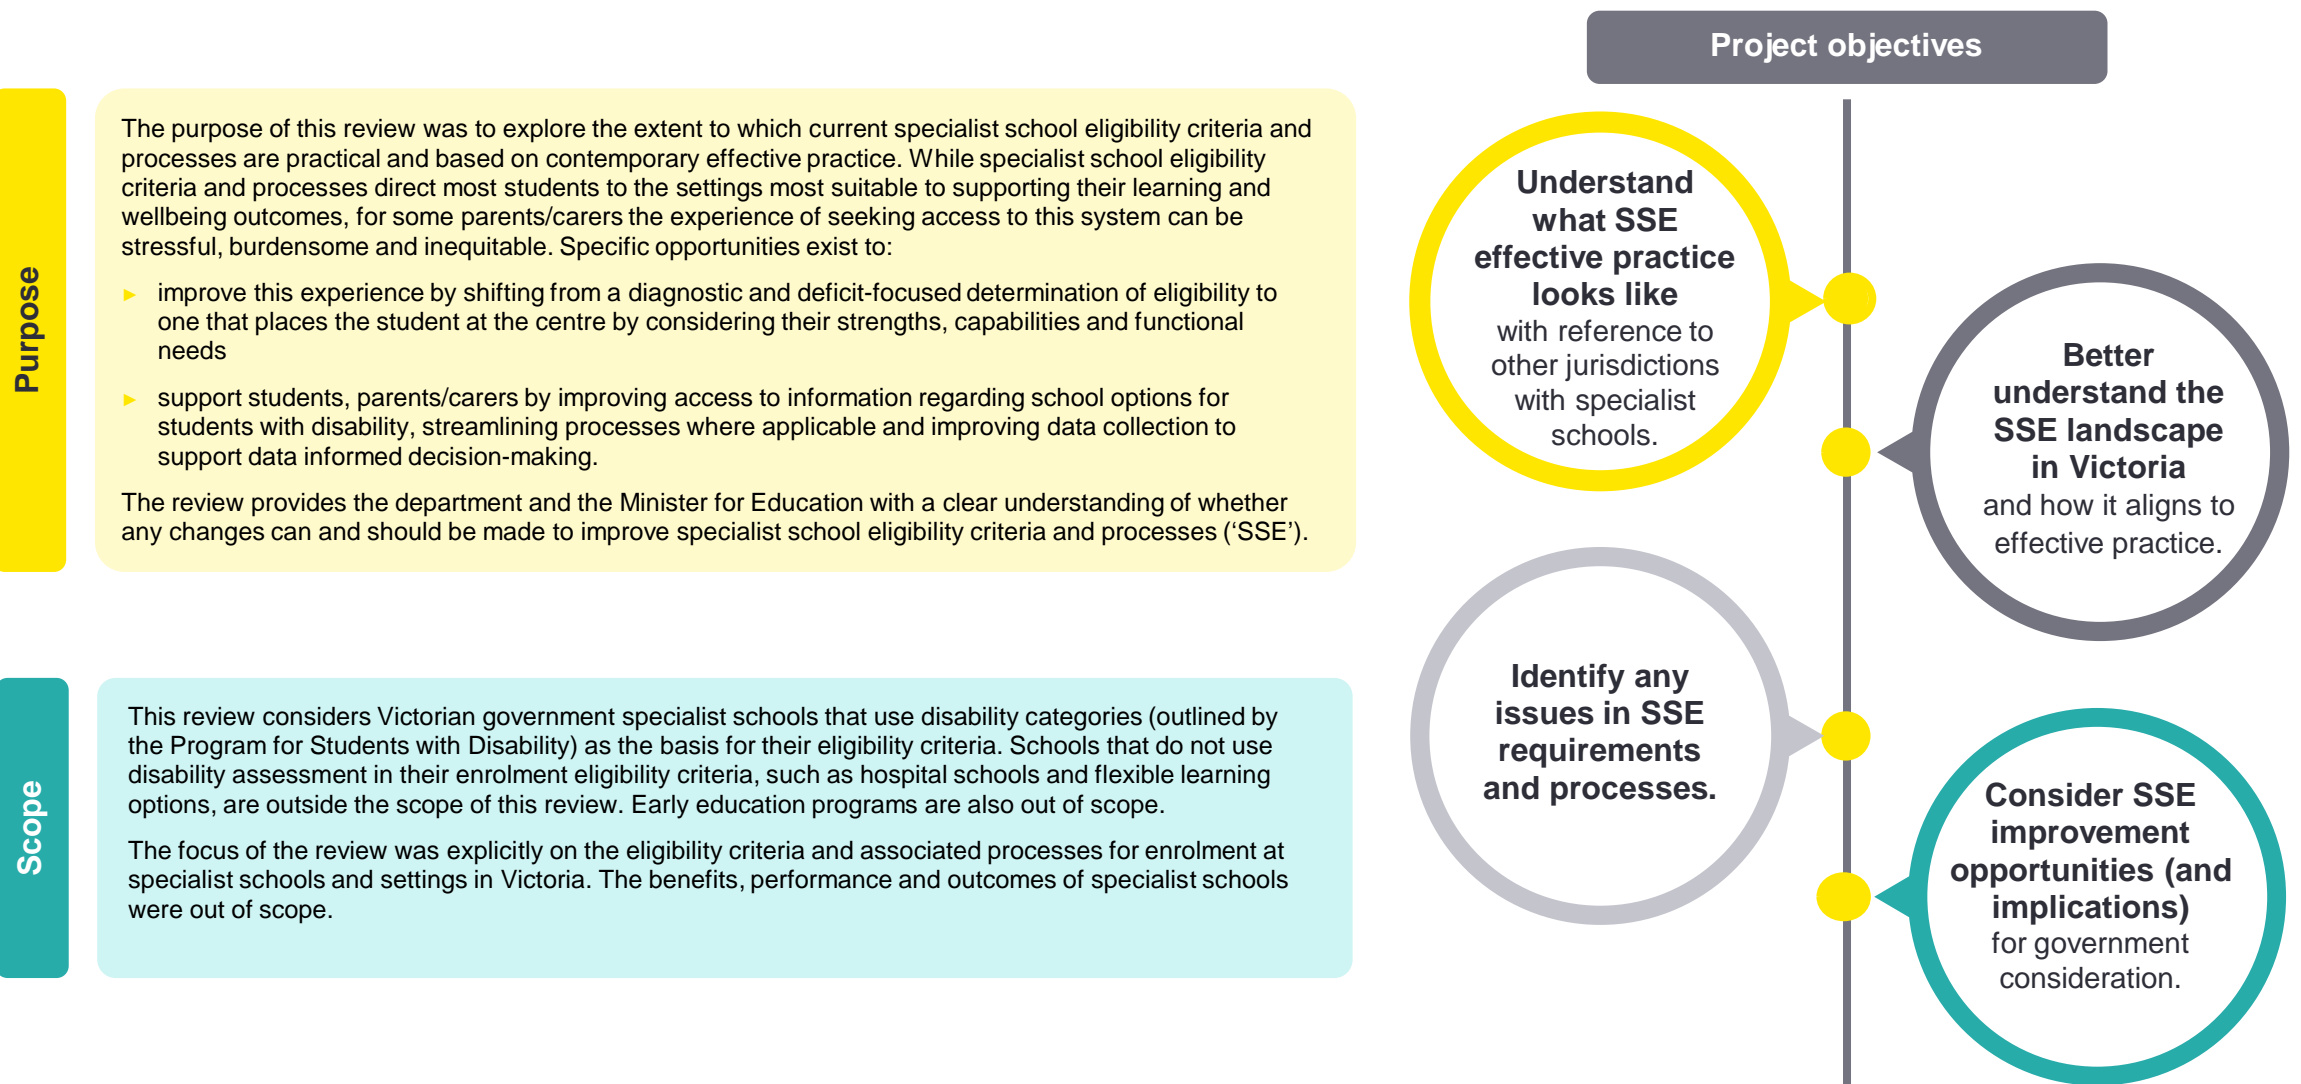 Purpose
The purpose of this review was to explore the extent to which current specialist school eligibility criteria and
processes are practical and based on contemporary effective practice. While specialist school eligibility
criteria and processes direct most students to the settings most suitable to supporting their learning and
wellbeing outcomes, for some parents/carers the experience of seeking access to this system can be
stressful, burdensome and inequitable. Specific opportunities exist to:
► improve this experience by shifting from a diagnostic and deficit-focused determination of eligibility to
one that places the student at the centre by considering their strengths, capabilities and functional
needs
► support students, parents/carers by improving access to information regarding school options for
students with disability, streamlining processes where applicable and improving data collection to
support data informed decision-making.
The review provides the department and the Minister for Education with a clear understanding of whether
any changes can and should be made to improve specialist school eligibility criteria and processes (‘SSE’).
Scope
This review considers Victorian government specialist schools that use disability categories (outlined by
the Program for Students with Disability) as the basis for their eligibility criteria. Schools that do not use
disability assessment in their enrolment eligibility criteria, such as hospital schools and flexible learning
options, are outside the scope of this review. Early education programs are also out of scope.
The focus of the review was explicitly on the eligibility criteria and associated processes for enrolment at
specialist schools and settings in Victoria. The benefits, performance and outcomes of specialist schools
were out of scope.
Project objectives
Understand
what SSE
effective practice
looks like
with reference to
other jurisdictions
with specialist
schools.
Better
understand the
SSE landscape
in Victoria
and how it aligns to
effective practice.
Identify any
issues in SSE
requirements
and processes.
Consider SSE
improvement
opportunities (and
implications)
for government
consideration.